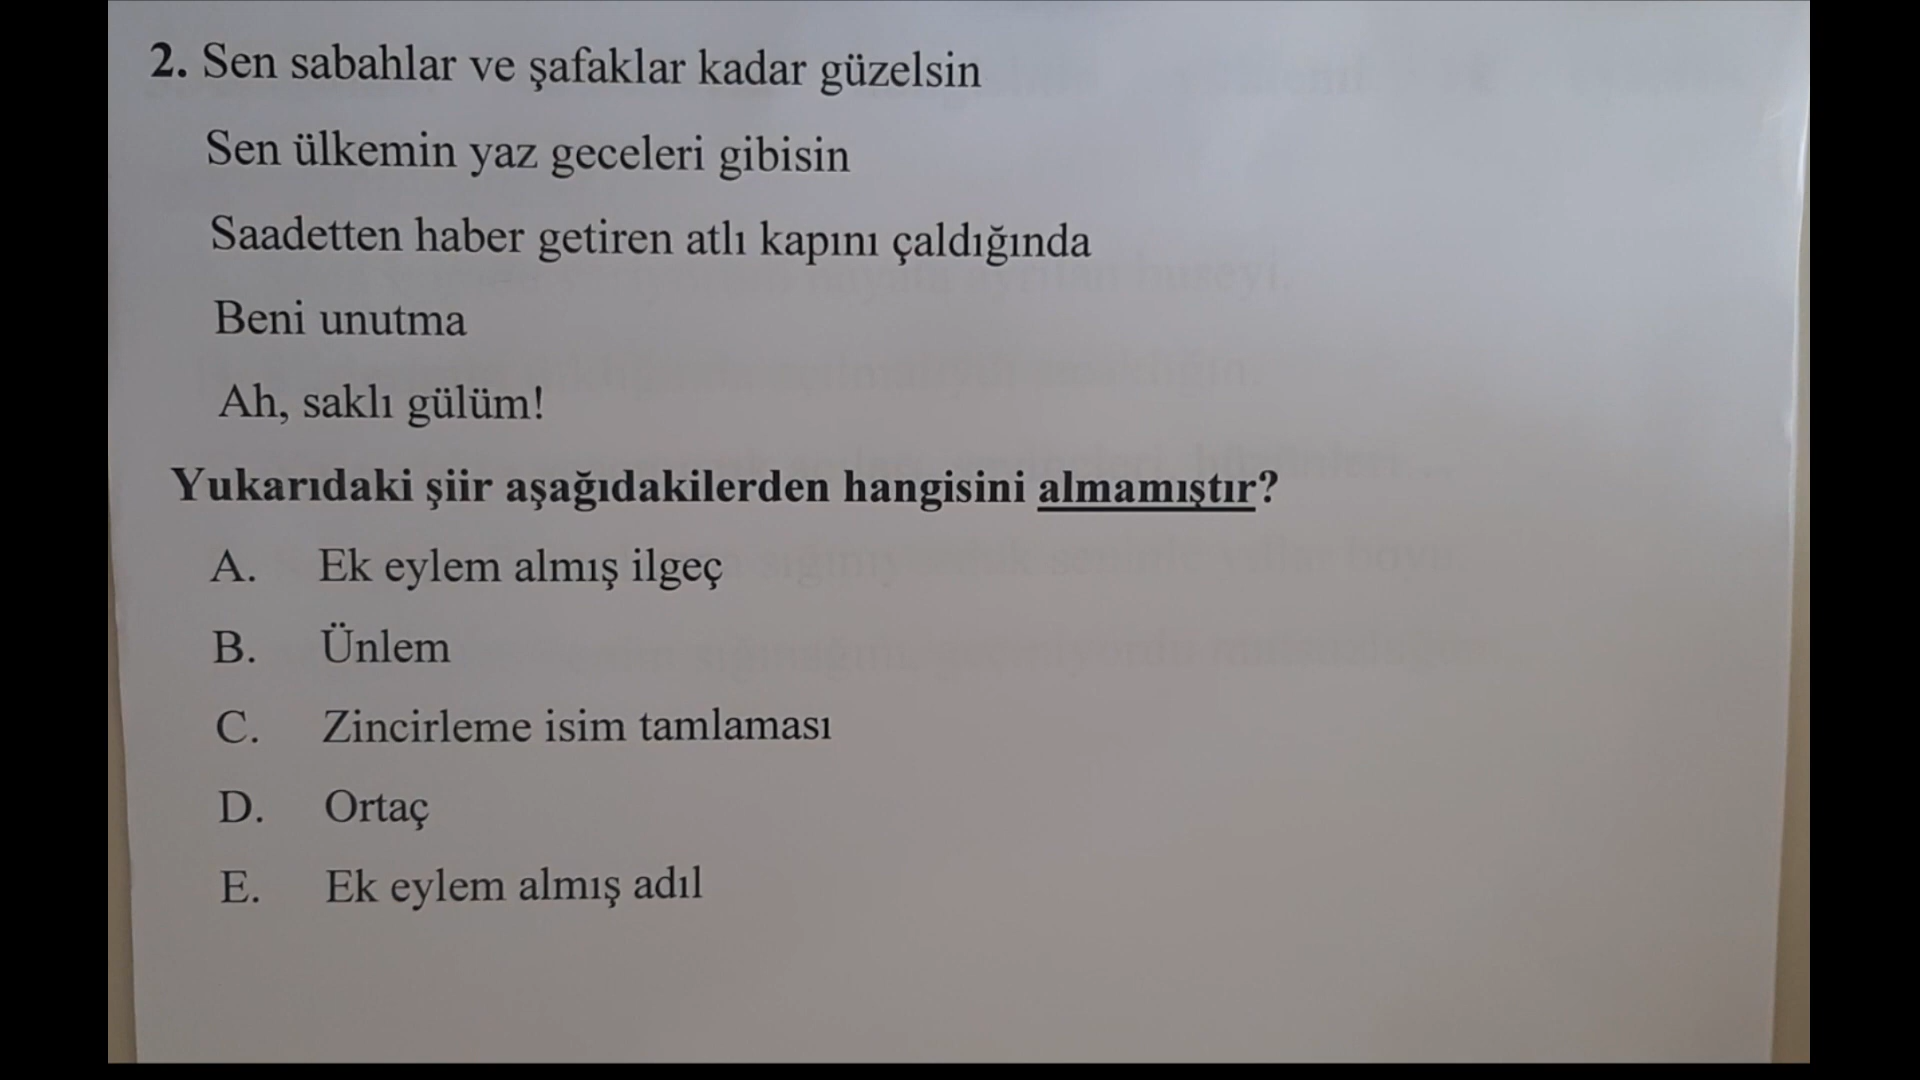 2. Sen sabahlar ve şafaklar kadar güzelsin
Sen ülkemin yaz geceleri gibisin
Saadetten haber getiren atlı kapını çaldığında
Beni unutma
Ah, saklı gülüm!
Yukarıdaki şiir aşağıdakilerden hangisini almamıştır?
A. Ek eylem almış ilgeç
B. Ünlem
C. Zincirleme isim tamlaması
D. Ortaç
E. Ek eylem almış adıl